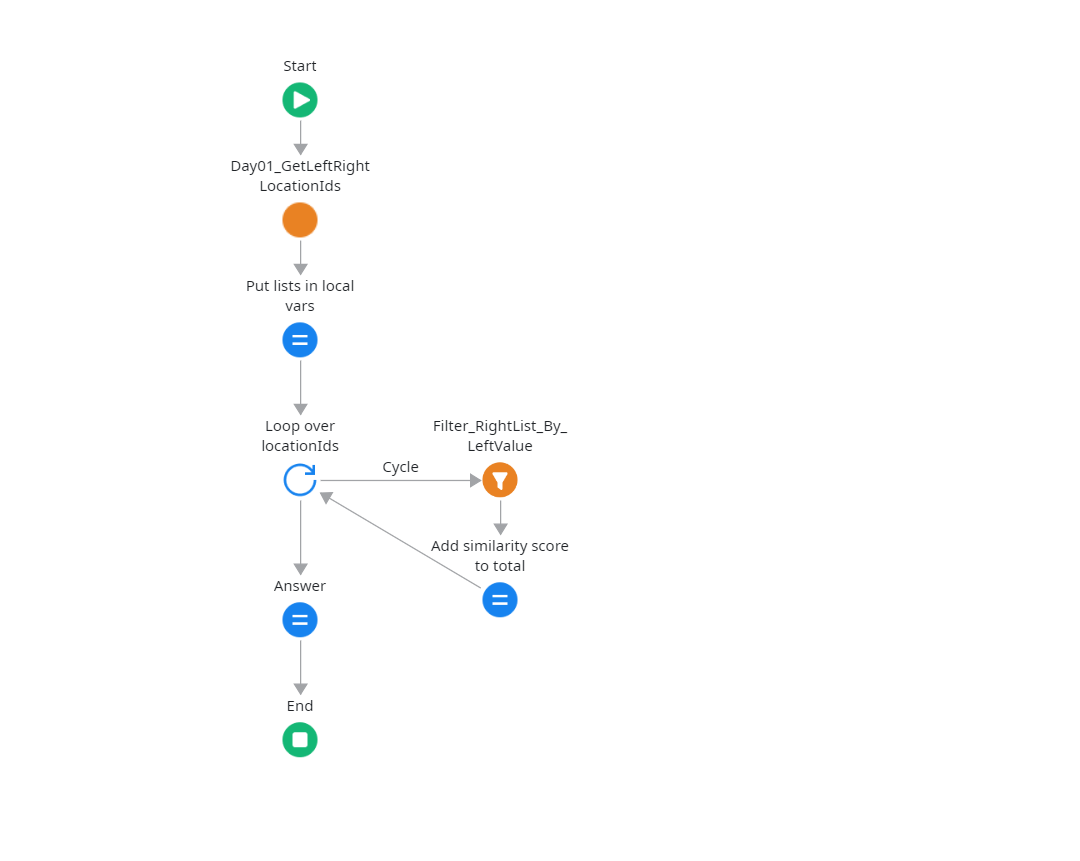 Start
Day01_GetLeftRight
LocationIds
Put lists in local
vars
Loop over
locationIds
Cycle
Filter_RightList_By_
LeftValue
Add similarity score
to total
Answer
End